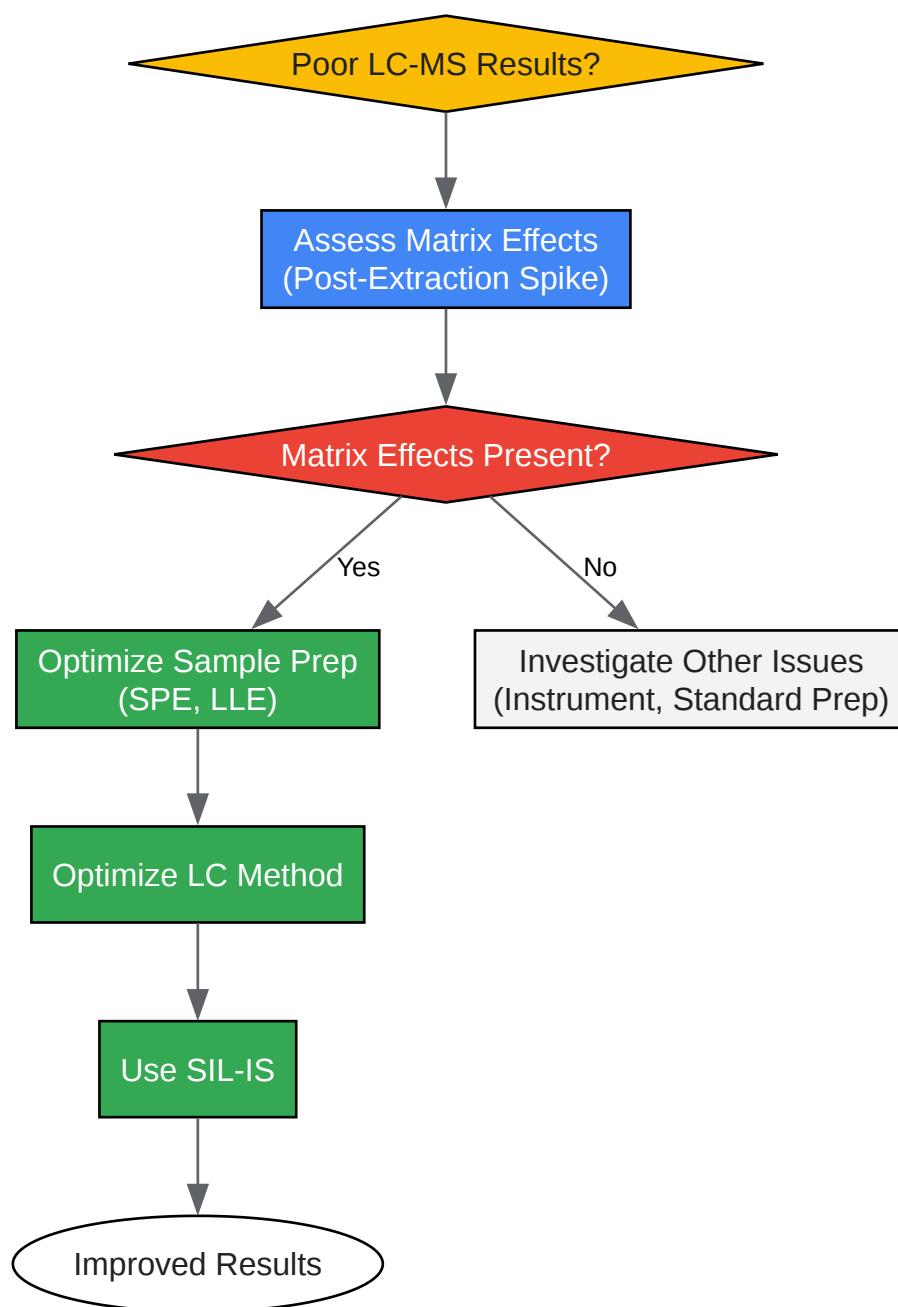 Poor LC-MS Results?
Assess Matrix Effects
(Post-Extraction Spike)
Matrix Effects Present?
Yes
No
Optimize Sample Prep
(SPE, LLE)
Investigate Other Issues
(Instrument, Standard Prep)
Optimize LC Method
Use SIL-IS
Improved Results